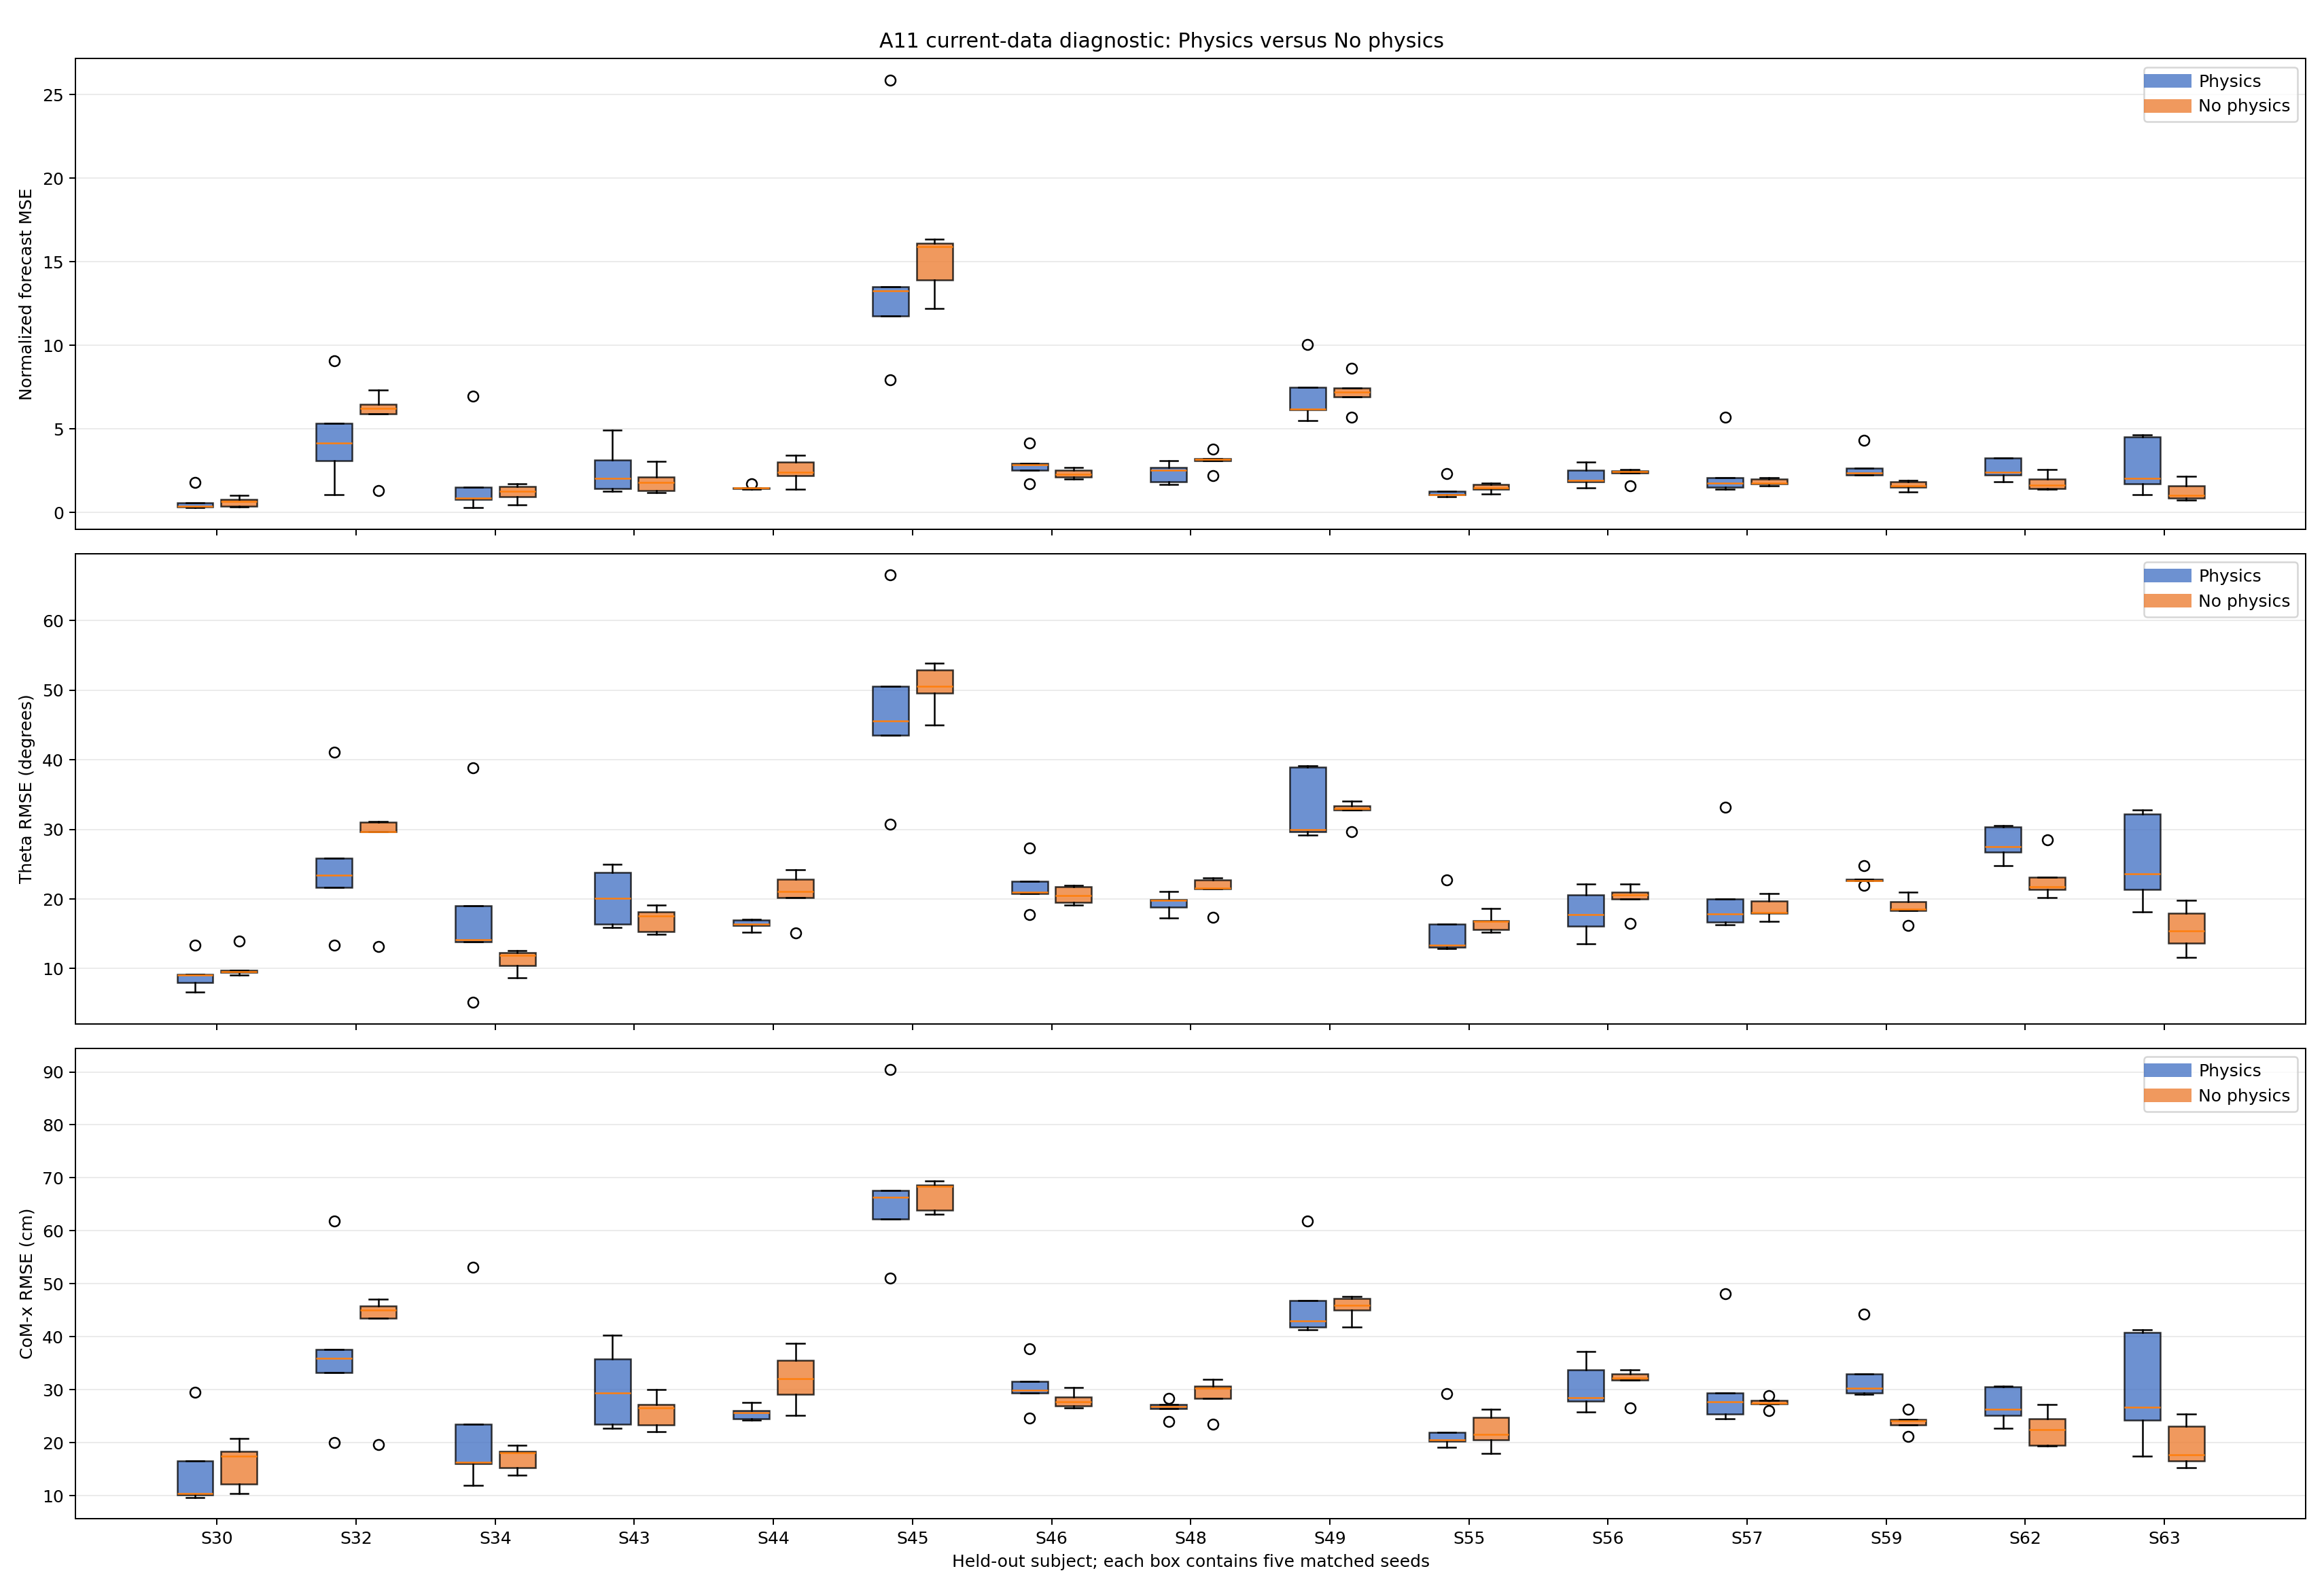 A11 current-data diagnostic: Physics versus No physics
Normalized forecast MSE
25
20
15
10
5
0
Physics
No physics
Theta RMSE (degrees)
60
50
40
30
20
10
Physics
No physics
CoM-x RMSE (cm)
90
80
70
60
50
40
30
20
10
Physics
No physics
S30 S32 S34 S43 S44 S45 S46 S48 S49 S55 S56 S57 S59 S62 S63
Held-out subject; each box contains five matched seeds